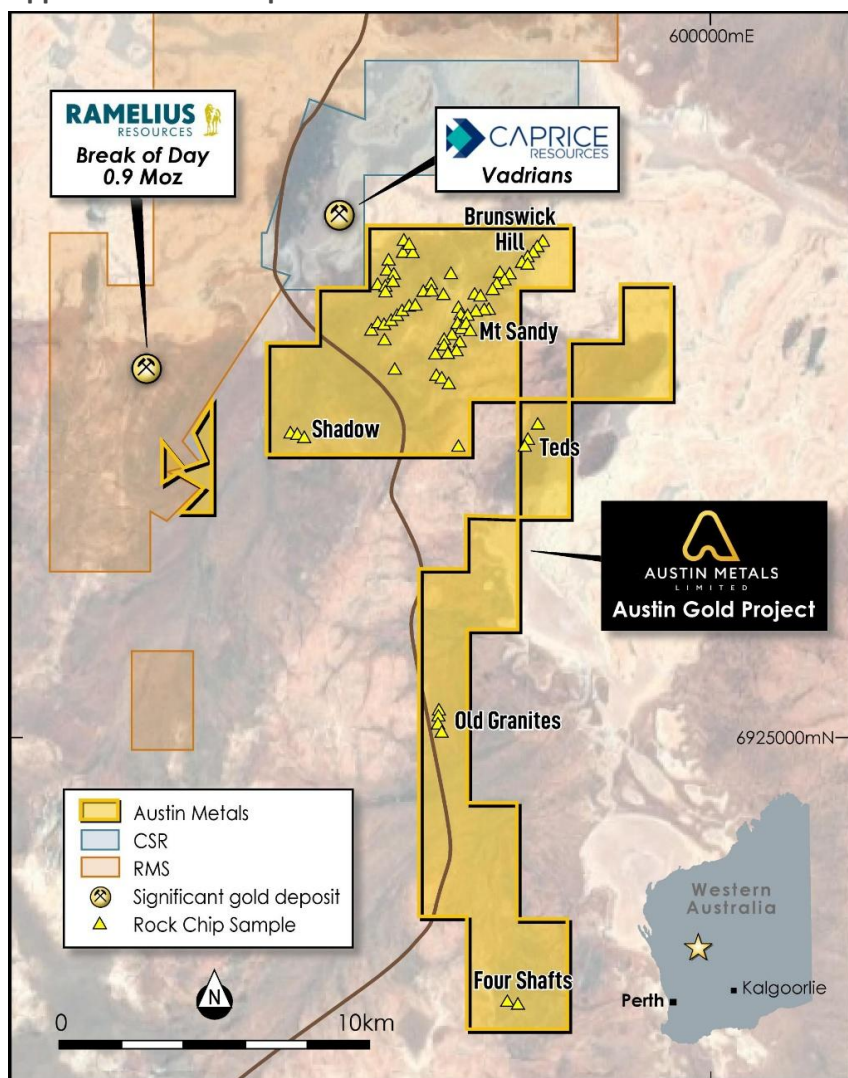 600000mE
RAMELIUS
RESOURCES
Break of Day
0.9 Moz
CAPRICE
RESOURCES
Vadrians
Brunswick
Hill
Mt Sandy
Shadow
Teds
AUSTIN METALS
LIMITED
Austin Gold Project
Old Granites
6925000mN
Austin Metals
CSR
RMS
Significant gold deposit
Rock Chip Sample
N
0
10km
Four Shafts
Western
Australia
Perth
Kalgoorlie